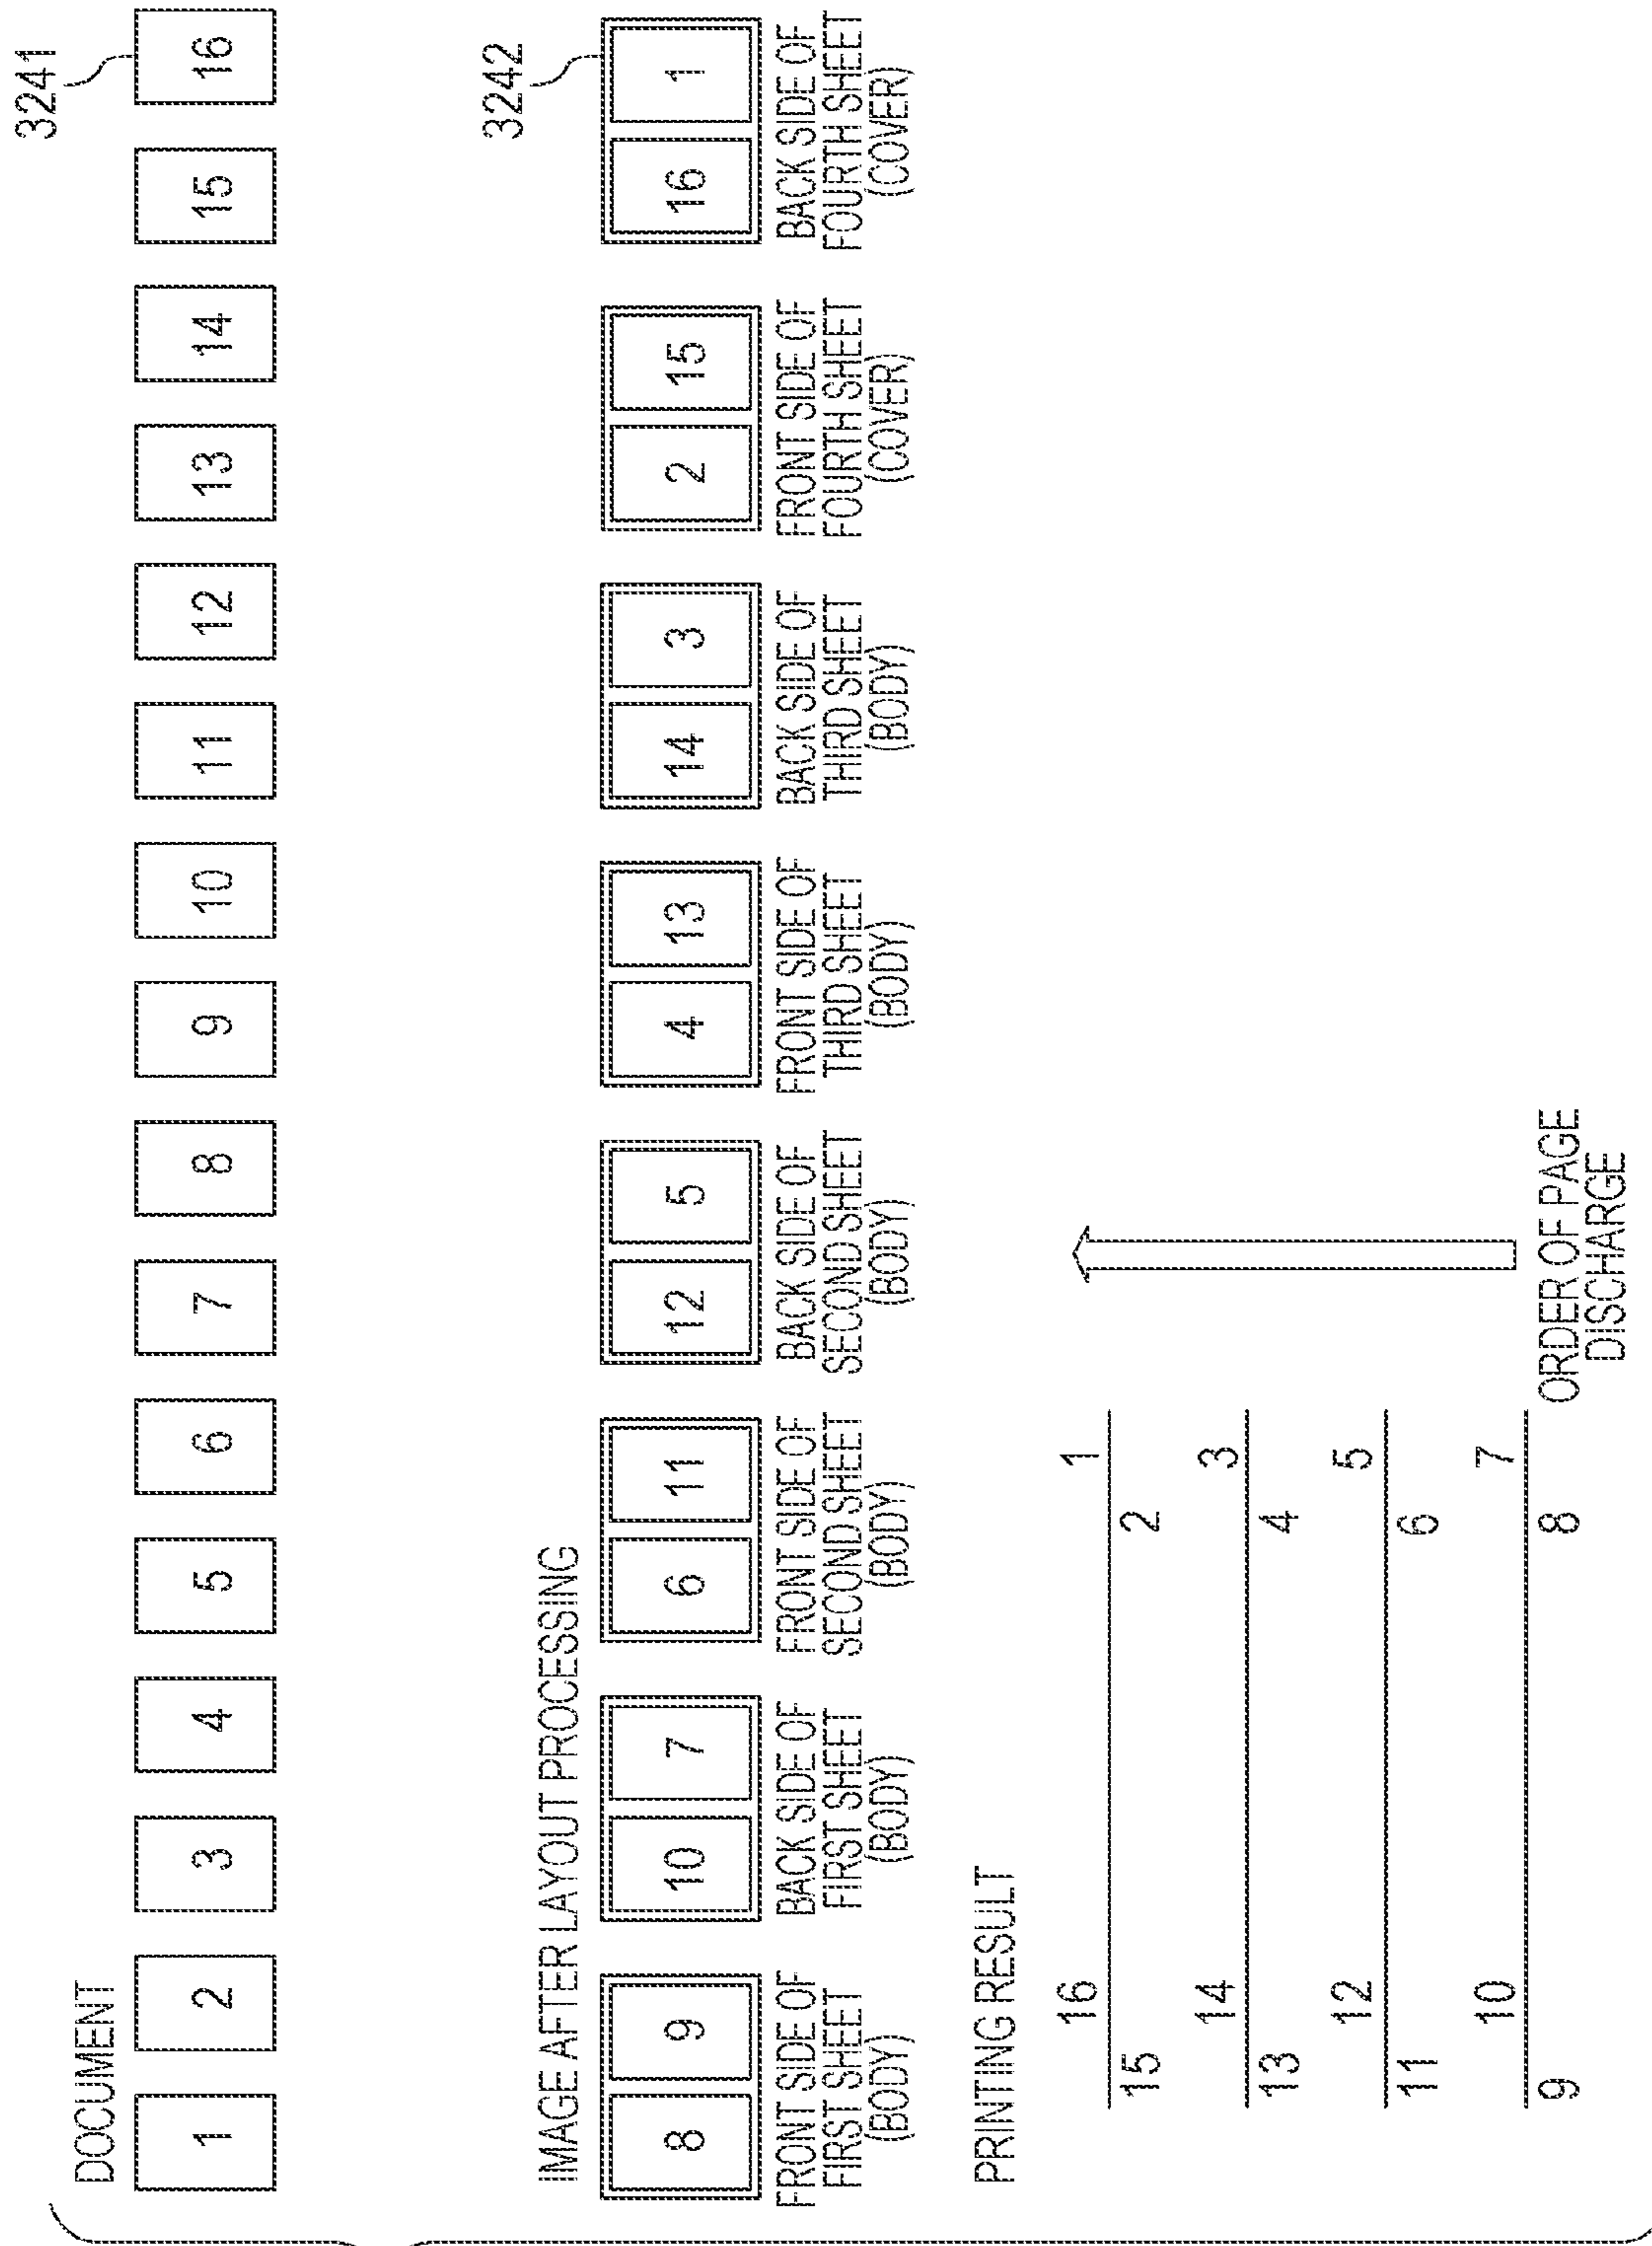 3241
DOCUMENT
1 2 3 4 5 6 7 8 9 10 11 12 13 14 15 16
3242
IMAGE AFTER LAYOUT PROCESSING
8 9 10 7 6 11 12 5 4 13 14 3 2 15 16 1
FRONT SIDE OF
FIRST SHEET
(BODY)
BACK SIDE OF
FIRST SHEET
(BODY)
FRONT SIDE OF
SECOND SHEET
(BODY)
BACK SIDE OF
SECOND SHEET
(BODY)
FRONT SIDE OF
THIRD SHEET
(BODY)
BACK SIDE OF
THIRD SHEET
(BODY)
FRONT SIDE OF
FOURTH SHEET
(COVER)
BACK SIDE OF
FOURTH SHEET
(COVER)
PRINTING RESULT
16 1
15 2
14 3
13 4
12 5
11 6
10 7
9 8
ORDER OF PAGE
DISCHARGE